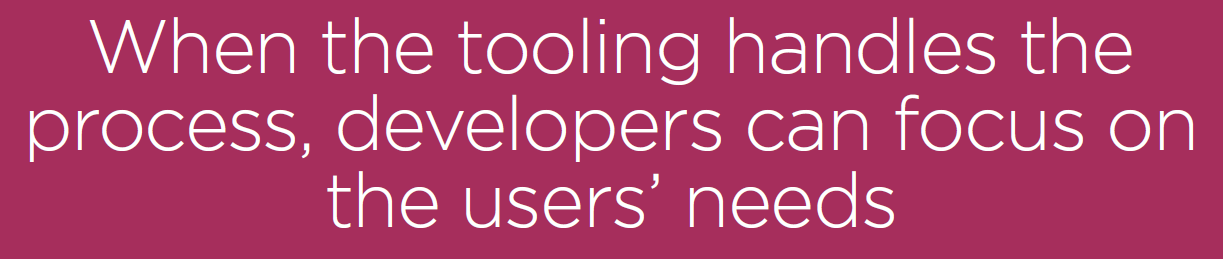 When the tooling handles the
process, developers can focus on
the users’ needs